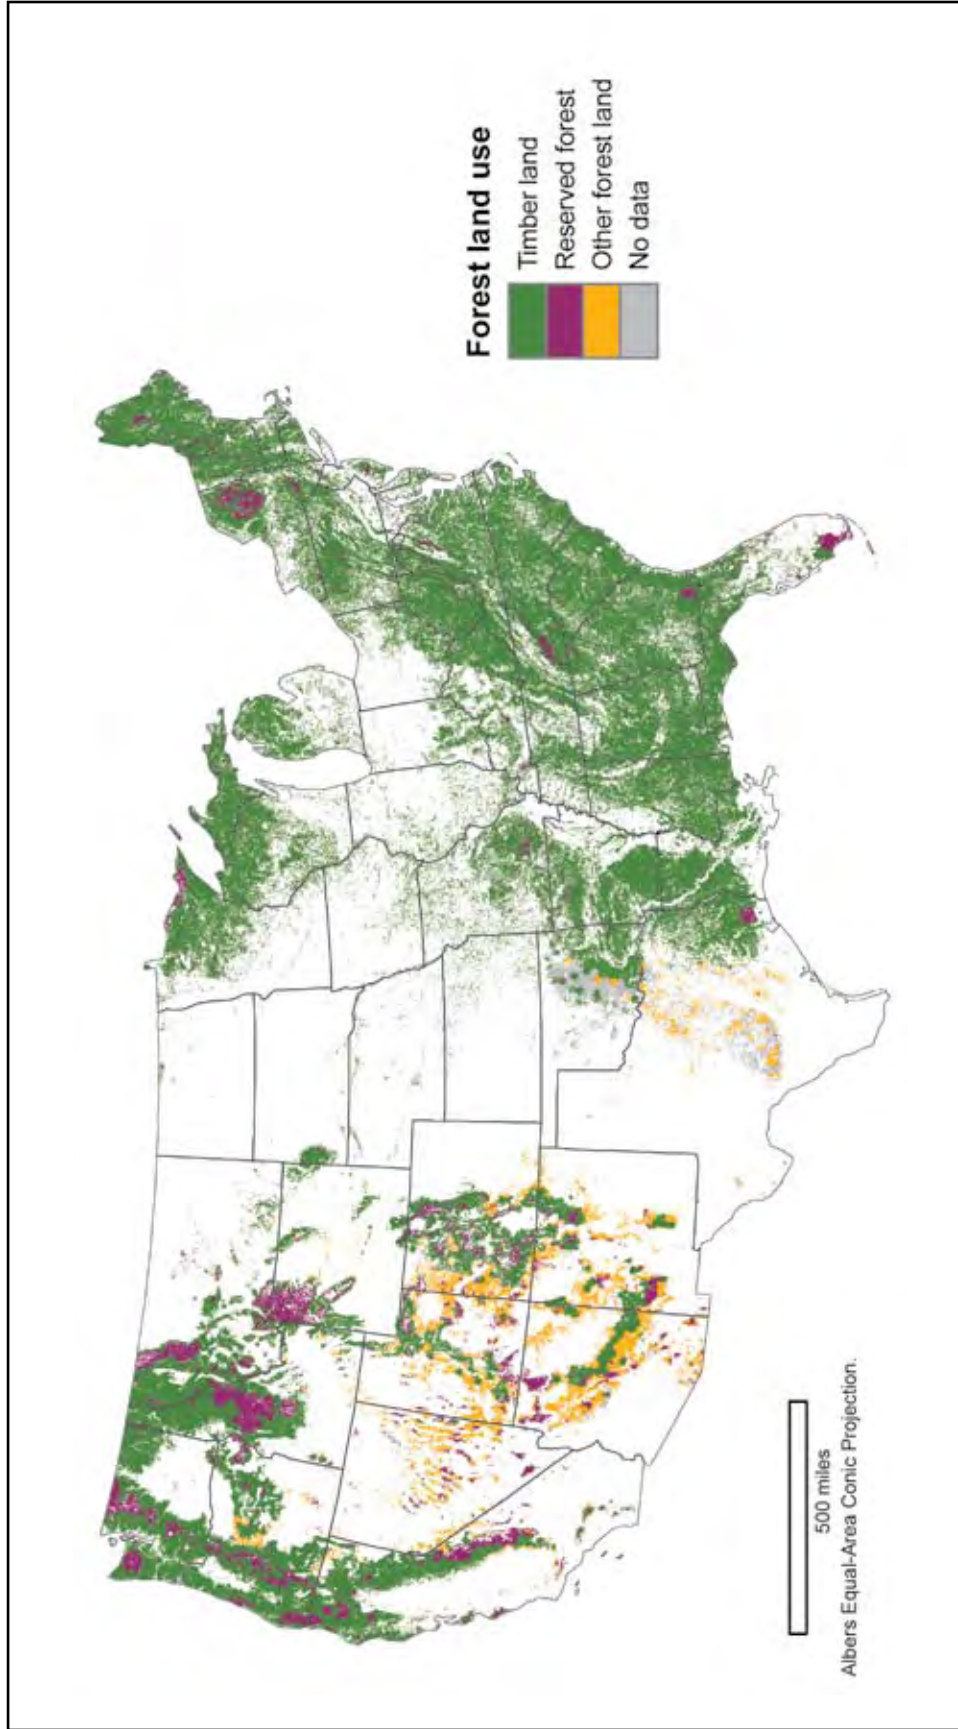 Forest land use
Timber land
Reserved forest
Other forest land
No data
500 miles
Albers Equal-Area Conic Projection.